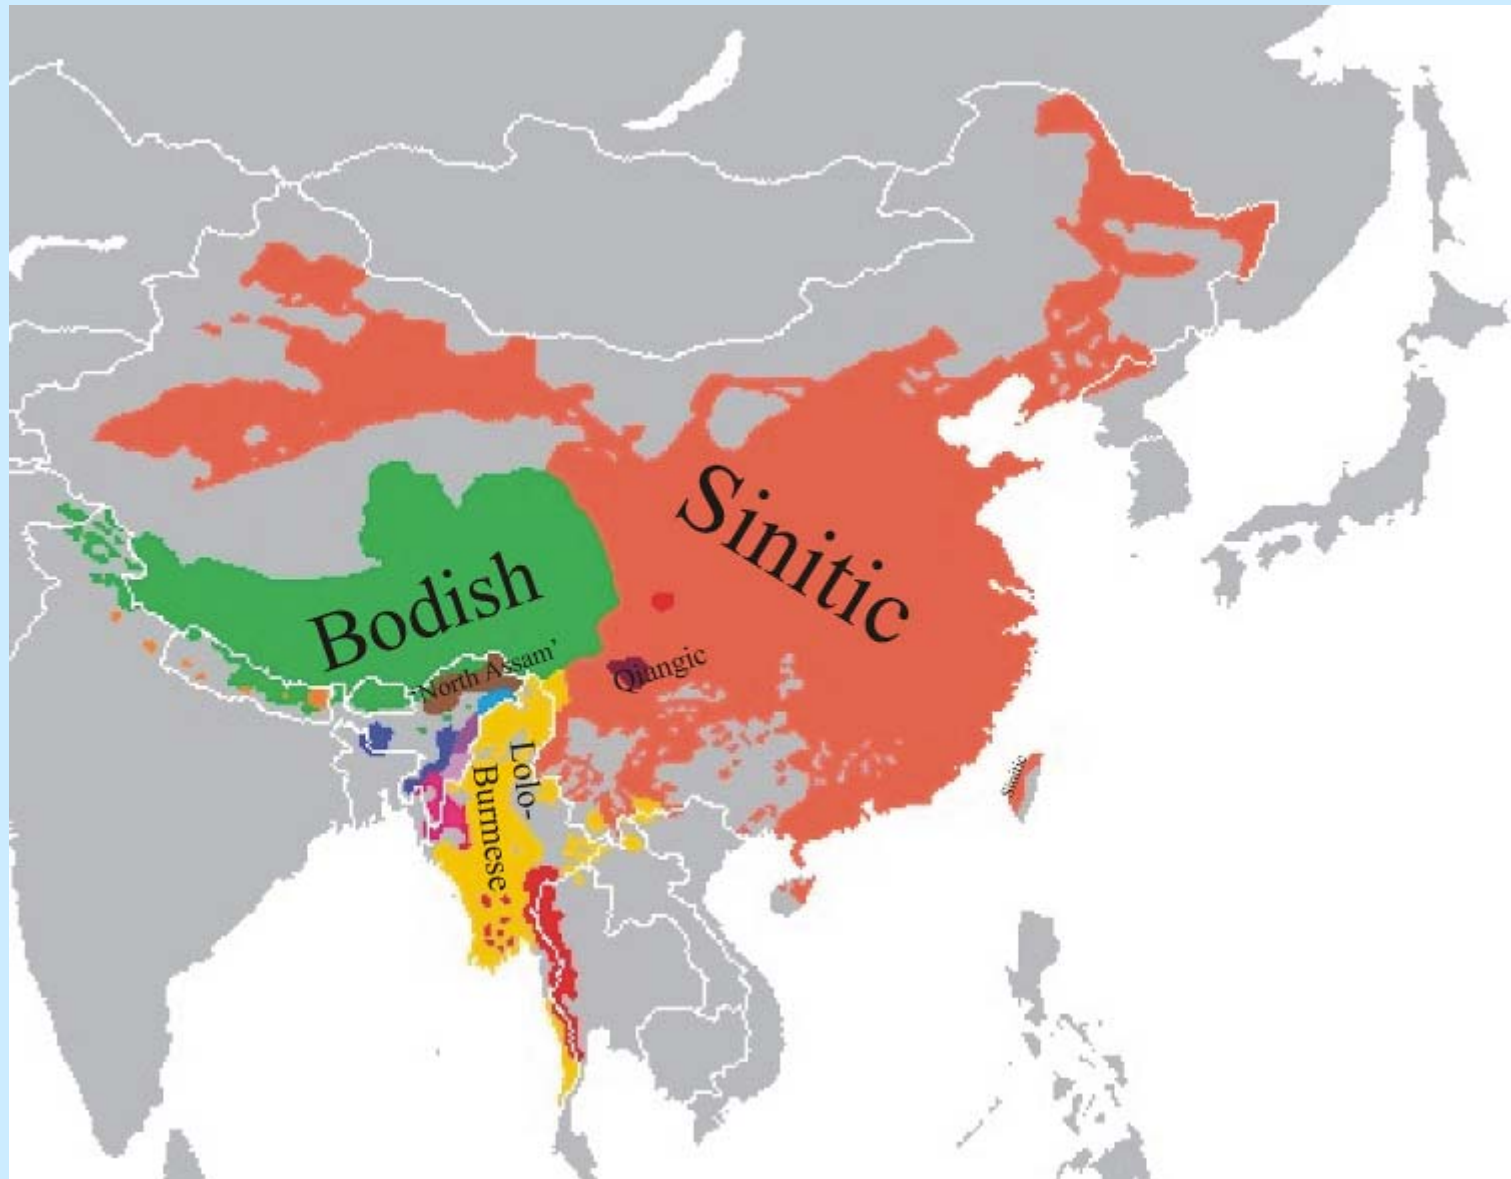 Sinitic
Bodish
'North Assam'
Qiangic
Lolo-
Burmese
Sinitic